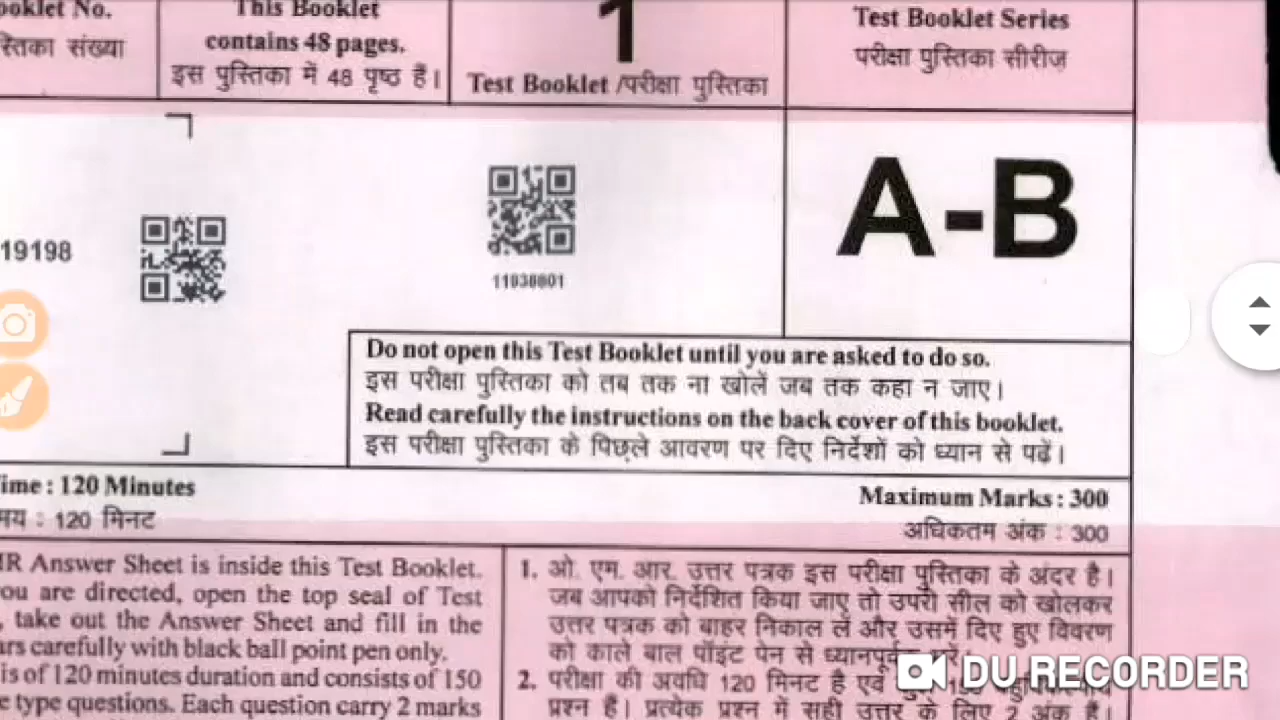 Booklet No.
This Booklet
contains 48 pages.
इस पुस्तिका में 48 पृष्ठ हैं।
1
Test Booklet /परीक्षा पुस्तिका
Test Booklet Series
परीक्षा पुस्तिका सीरीज़
संख्या
A-B
19198
11038601
Do not open this Test Booklet until you are asked to do so.
इस परीक्षा पुस्तिका को तब तक ना खोलें जब तक कहा न जाए।
Read carefully the instructions on the back cover of this booklet.
इस परीक्षा पुस्तिका के पिछ्ले आवरण पर दिए निर्देशों को ध्यान से पढें।
: 120 Minutes
: 120 मिनट
Maximum Marks : 300
अधिकतम अंक : 300
Answer Sheet is inside this Test Booklet.
you are directed, open the top seal of Test
, take out the Answer Sheet and fill in the
carefully with black ball point pen only.
is of 120 minutes duration and consists of 150
type questions. Each question carry 2 marks
1. ओ. एम. आर. उत्तर पत्रक इस परीक्षा पुस्तिका के अंदर है।
जब आपको निर्देशित किया जाए तो उपरी सील को खोलकर
उत्तर पत्रक को बाहर निकाल लें और उसमें दिए हुए विवरण
को काले बाल पॉइंट पेन से ध्यानपूर्वक
2. परीक्षा की अवधि 120 मिनट है एवं
प्रश्न हैं। प्रत्येक प्रश्न में सही उत्तर के लिए 2 अंक हैं।
DU RECORDER